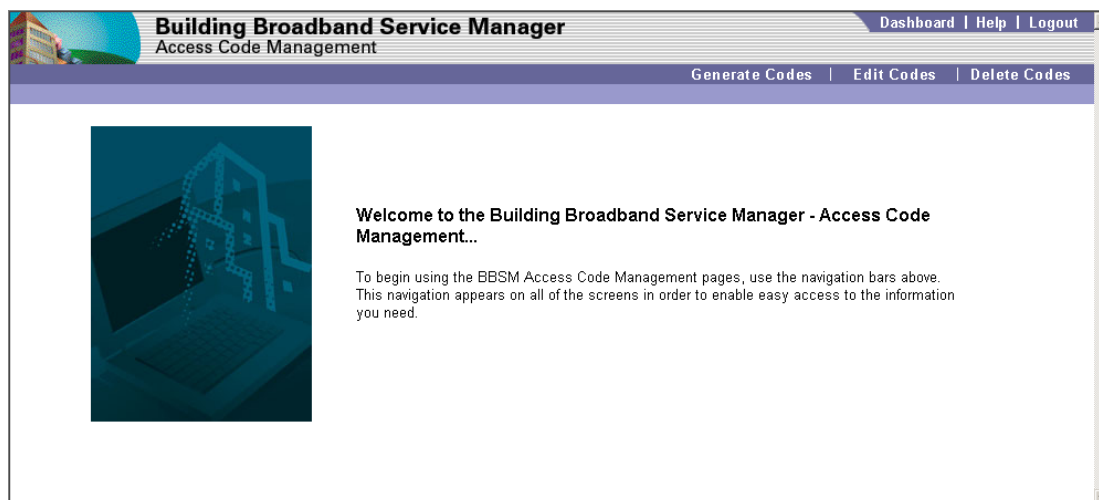 Building Broadband Service Manager
Access Code Management
Dashboard | Help | Logout
Generate Codes | Edit Codes | Delete Codes
Welcome to the Building Broadband Service Manager - Access Code
Management...
To begin using the BBSM Access Code Management pages, use the navigation bars above.
This navigation appears on all of the screens in order to enable easy access to the information
you need.